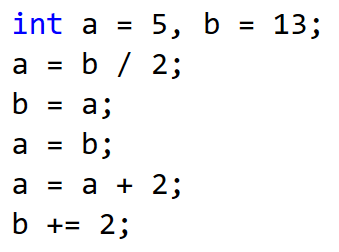 int a = 5, b = 13;
a = b / 2;
b = a;
a = b;
a = a + 2;
b += 2;